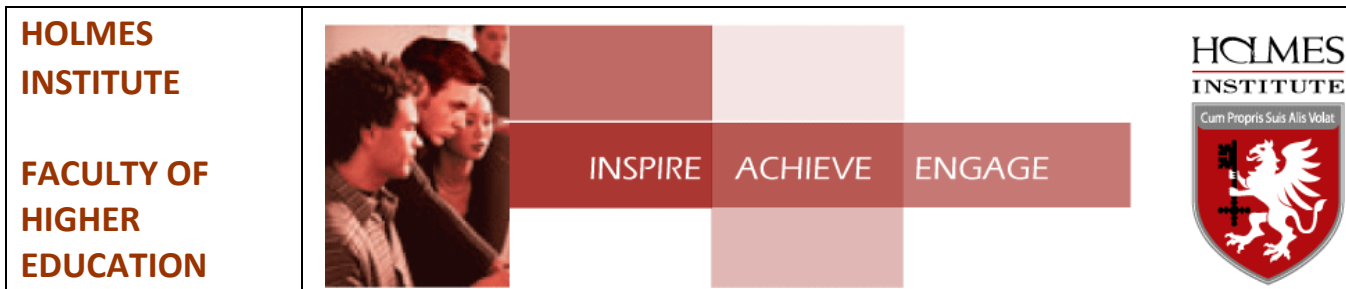 HOLMES
INSTITUTE
FACULTY OF
HIGHER
EDUCATION
INSPIRE ACHIEVE ENGAGE
HOLMES
INSTITUTE
Cum Propris Suis Alis Volat